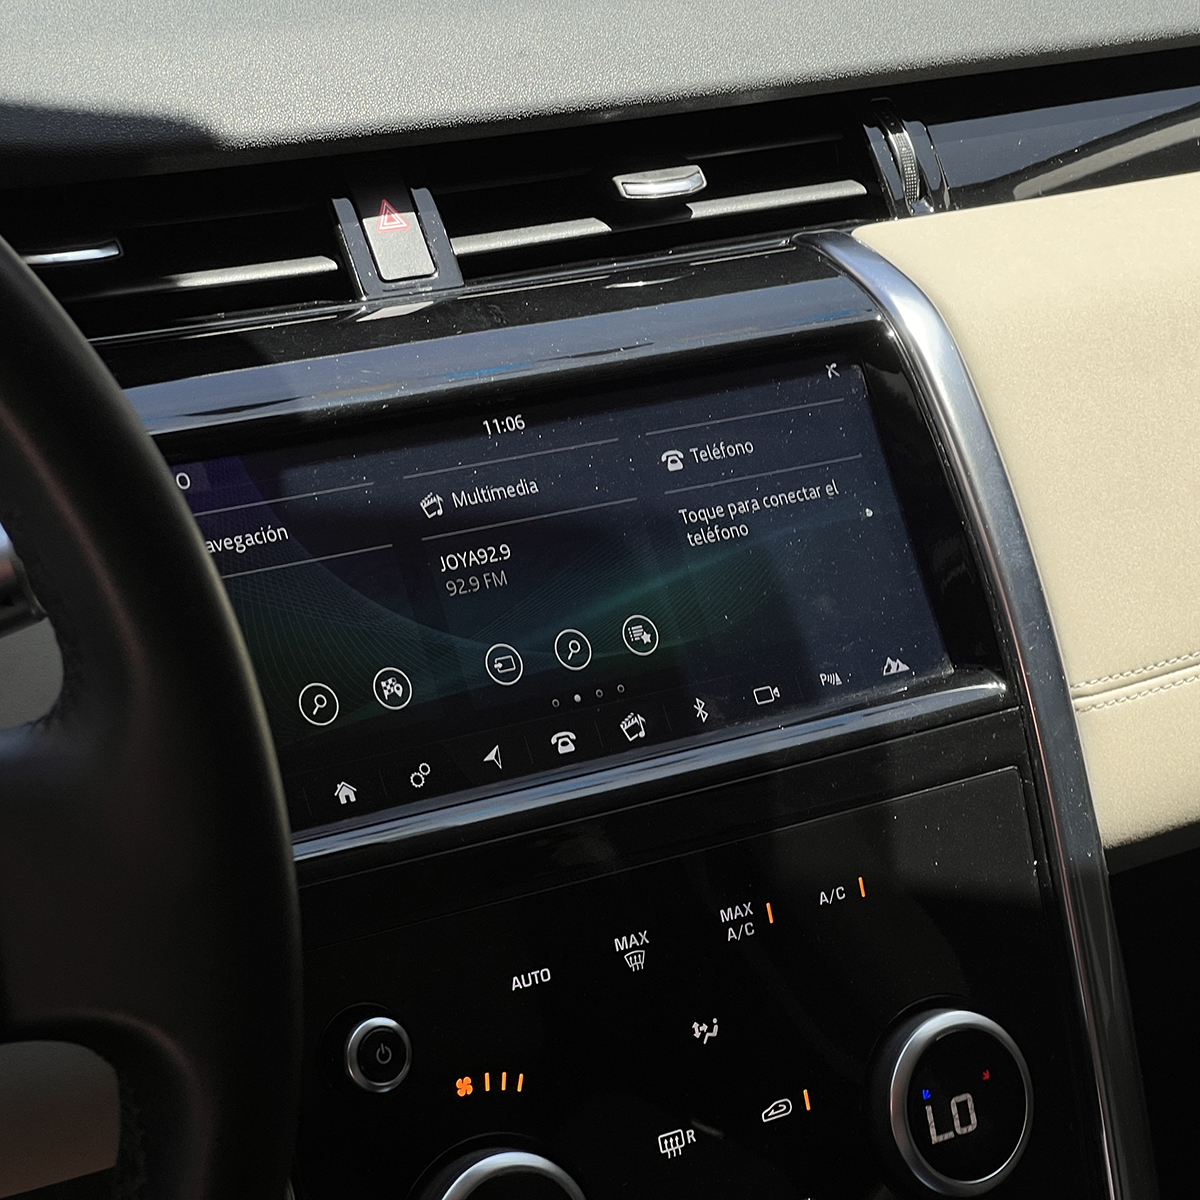 11:06
O
avegación
Multimedia
JOYA92.9
92.9 FM
Teléfono
Toque para conectar el
teléfono
P
MAX
A/C
A/C
MAX
AUTO
R
LO